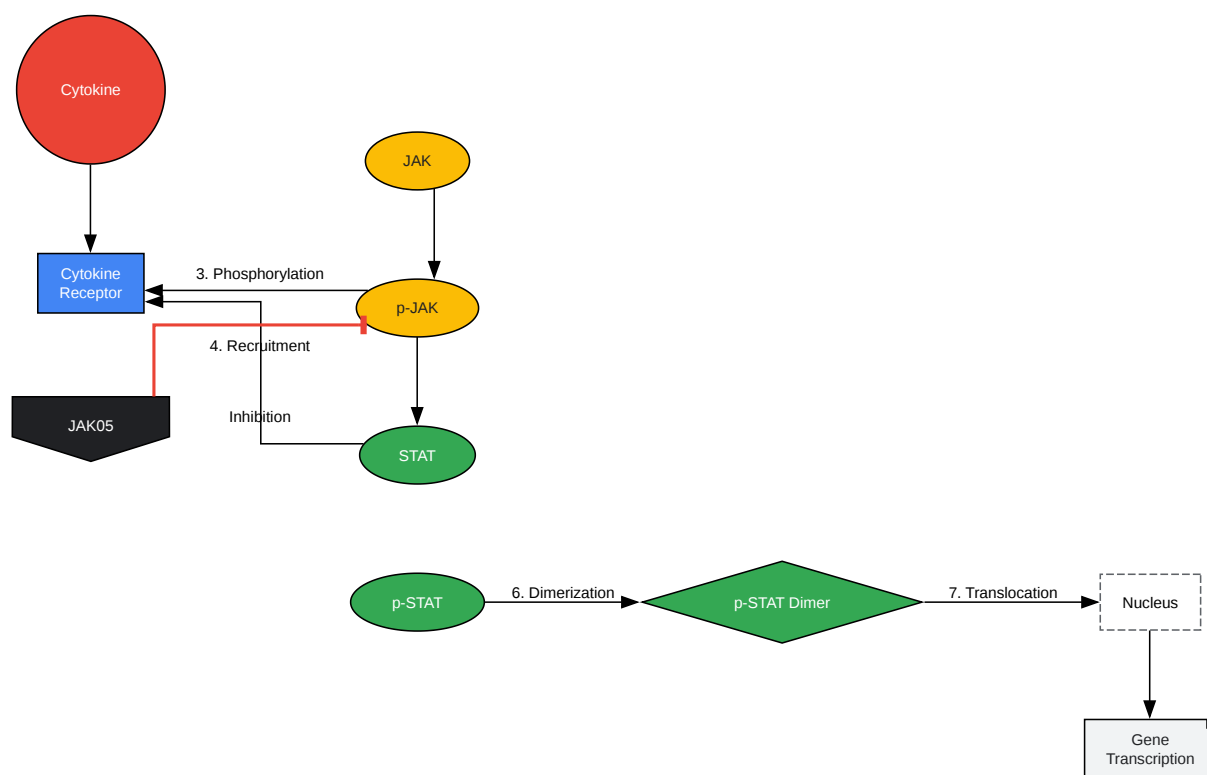 Cytokine
JAK
Cytokine
Receptor
3. Phosphorylation
p-JAK
4. Recruitment
Inhibition
JAK05
STAT
p-STAT
6. Dimerization
p-STAT Dimer
7. Translocation
Nucleus
Gene
Transcription